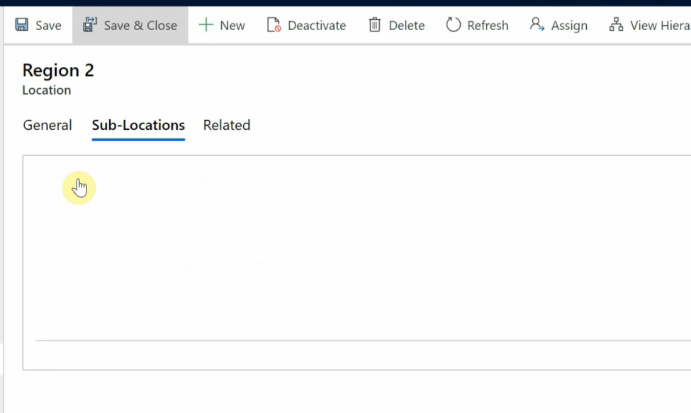 Save Save & Close New Deactivate Delete Refresh Assign View Hiera
Region 2
Location
General Sub-Locations Related